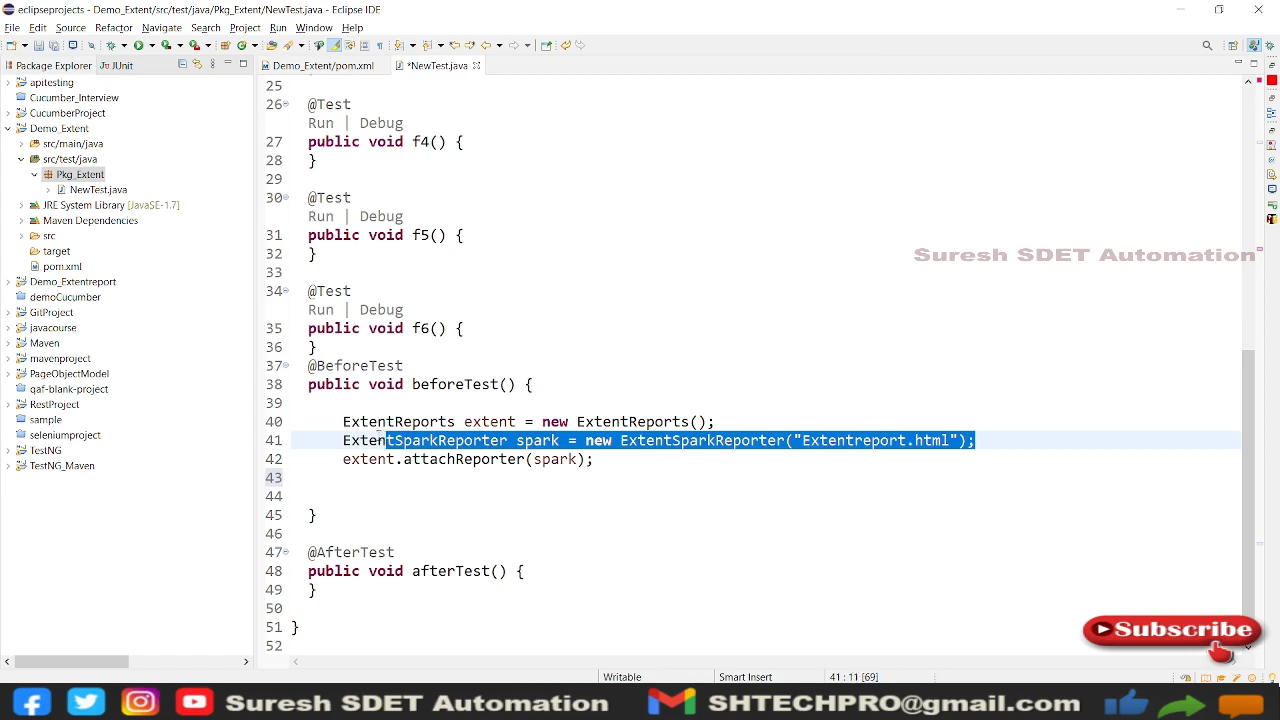 eclipseprojects - Demo_Extent/src/test/java/Pkg_Extent/NewTest.java - Eclipse IDE
File Edit Source Refactor Navigate Search Project Run Window Help
Package Explorer JUnit
Demo_Extent/pom.xml *NewTest.java
apitesting
Cucumber_Interview
CucumberProject
Demo_Extent
src/main/java
src/test/java
Pkg_Extent
NewTest.java
JRE System Library [JavaSE-1.7]
Maven Dependencies
src
target
pom.xml
Demo_Extentreport
demoCucumber
GitProject
javacourse
Maven
mavenproject
PageObjectModel
qaf-blank-project
RestProject
sample
seleniumproject
TestNG
TestNG_Maven
25
26 @Test
Run | Debug
27 public void f4() {
28 }
29
30 @Test
Run | Debug
31 public void f5() {
32 }
33
34 @Test
Run | Debug
35 public void f6() {
36 }
37 @BeforeTest
38 public void beforeTest() {
39
40 ExtentReports extent = new ExtentReports();
41 ExtentSparkReporter spark = new ExtentSparkReporter("Extentreport.html");
42 extent.attachReporter(spark);
43
44
45 }
46
47 @AfterTest
48 public void afterTest() {
49 }
50
51 }
52
Suresh SDET Automation
Subscribe
Writable Smart Insert 41 : 11 [69]
Suresh SDET Automation SHTECHPRO@gmail.com